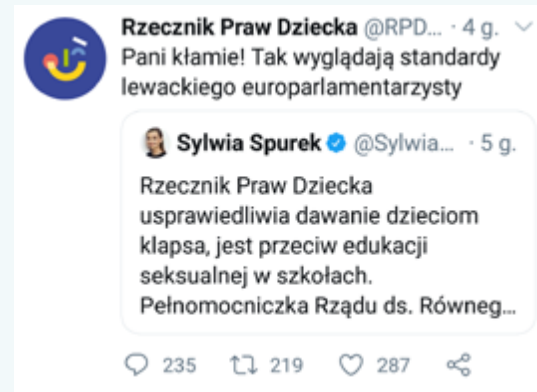 Rzecznik Praw Dziecka @RPD... · 4 g.
Pani kłamie! Tak wyglądają standardy
lewackiego europarlamentarzysty
Sylwia Spurek @Sylwia... · 5 g.
Rzecznik Praw Dziecka
usprawiedliwia dawanie dzieciom
klapsa, jest przeciw edukacji
seksualnej w szkołach.
Pełnomocniczka Rządu ds. Równeg...
235 219 287